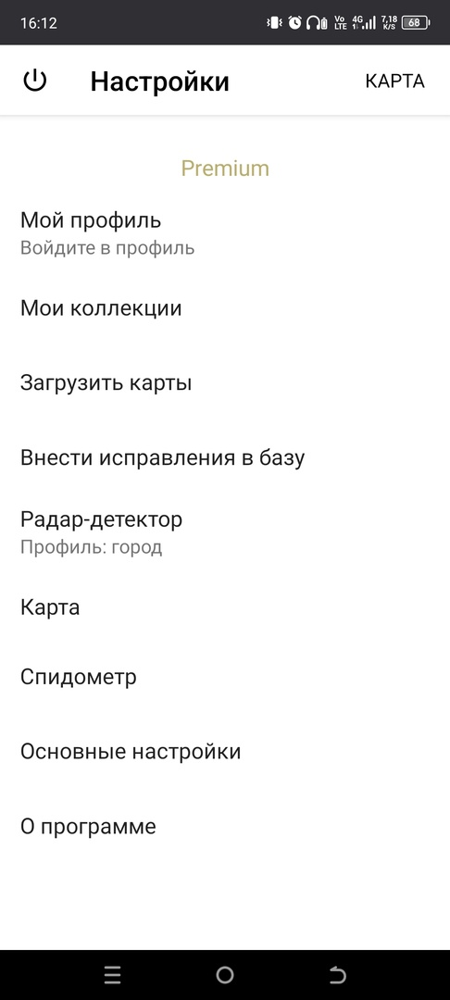 16:12
Vo LTE 4G 7,18 K/S 68
Настройки
КАРТА
Premium
Мой профиль
Войдите в профиль
Мои коллекции
Загрузить карты
Внести исправления в базу
Радар-детектор
Профиль: город
Карта
Спидометр
Основные настройки
О программе